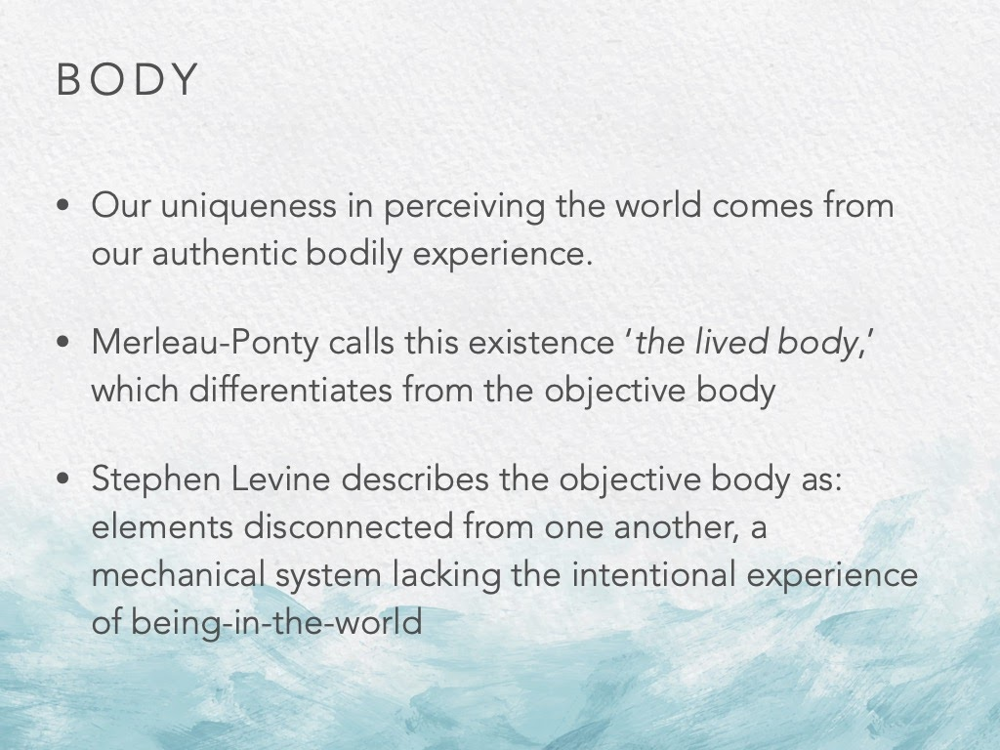 BODY
• Our uniqueness in perceiving the world comes from
our authentic bodily experience.
• Merleau-Ponty calls this existence ‘the lived body,’
which differentiates from the objective body
• Stephen Levine describes the objective body as:
elements disconnected from one another, a
mechanical system lacking the intentional experience
of being-in-the-world